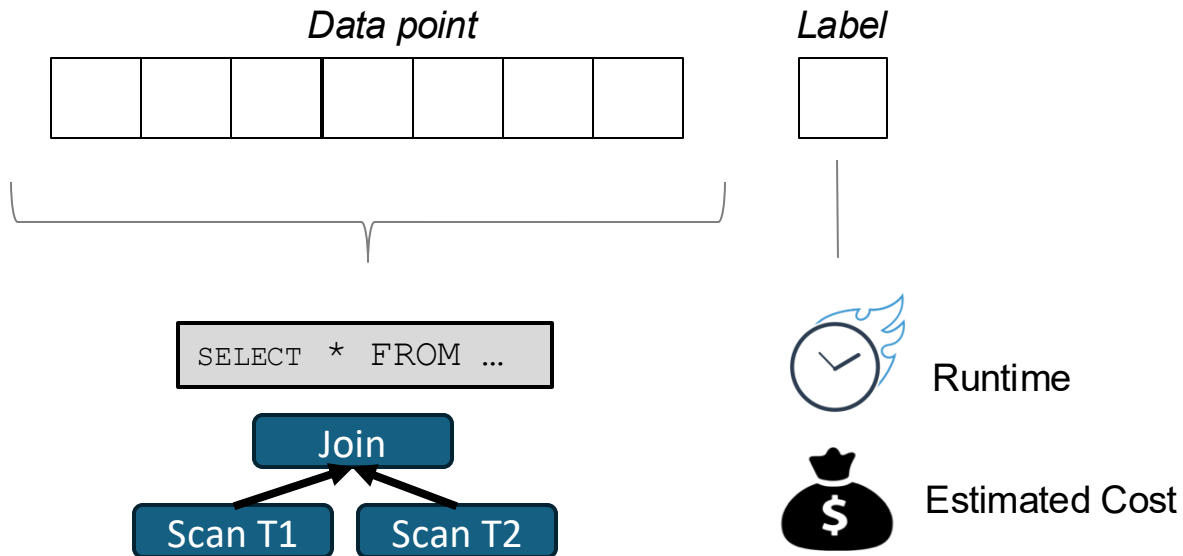 Data point
Label
SELECT * FROM …
Join
Scan T1
Scan T2
Runtime
$
Estimated Cost